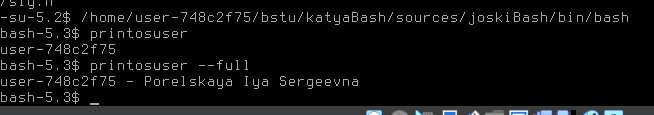 -su-5.2$ /home/user-748c2f75/bstu/katyaBash/sources/joskiBash/bin/bash
bash-5.3$ printosuser
user-748c2f75
bash-5.3$ printosuser --full
user-748c2f75 - Porelskaya Iya Sergeevna
bash-5.3$ _